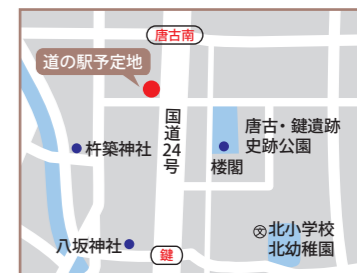 唐古南
道の駅予定地
国道24号
唐古・鍵遺跡
史跡公園
杵築神社
楼閣
北小学校
北幼稚園
八坂神社
鍵